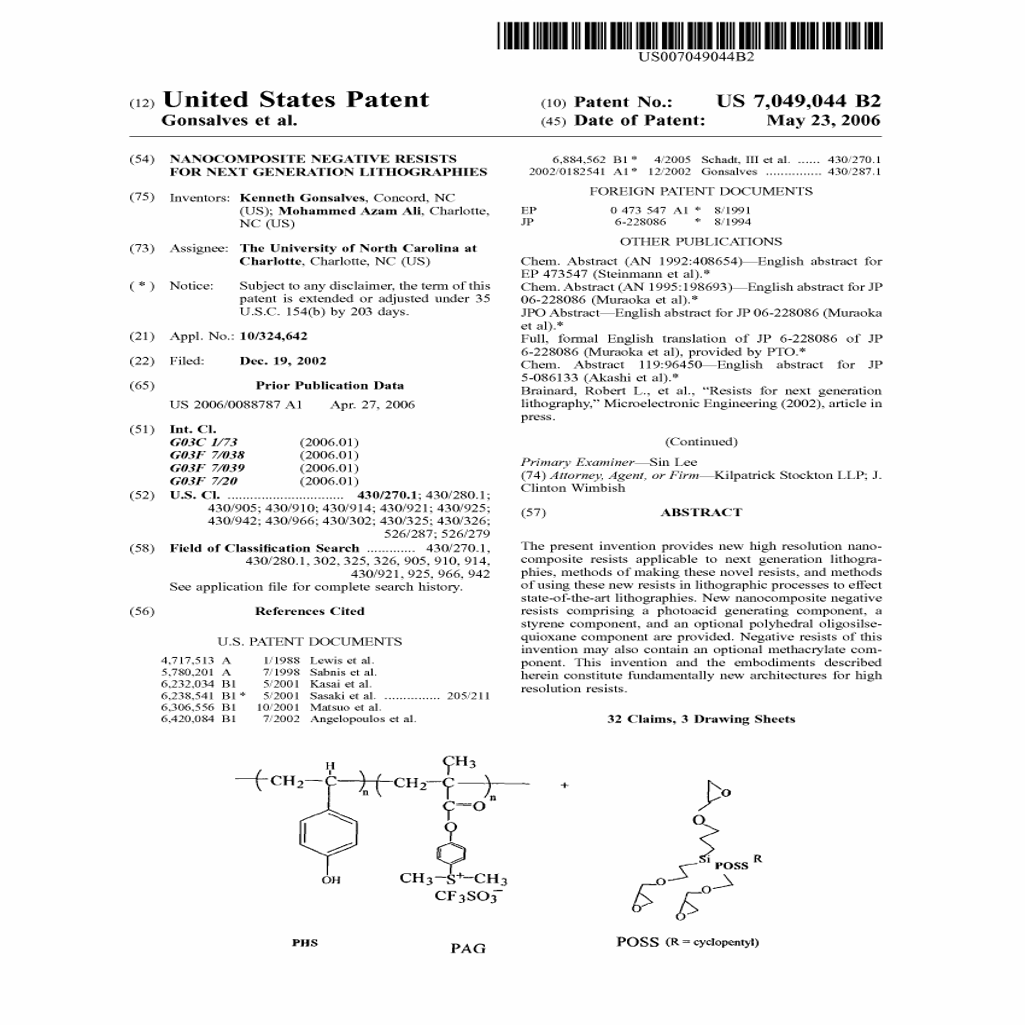 US007049044B2
(12) United States Patent
Gonsalves et al.
(10) Patent No.: US 7,049,044 B2
(45) Date of Patent: May 23, 2006
(54) NANOCOMPOSITE NEGATIVE RESISTS
FOR NEXT GENERATION LITHOGRAPHIES
(75) Inventors: Kenneth Gonsalves, Concord, NC
(US); Mohammed Azam Ali, Charlotte,
NC (US)
(73) Assignee: The University of North Carolina at
Charlotte, Charlotte, NC (US)
( * ) Notice: Subject to any disclaimer, the term of this
patent is extended or adjusted under 35
U.S.C. 154(b) by 203 days.
(21) Appl. No.: 10/324,642
(22) Filed: Dec. 19, 2002
(65) Prior Publication Data
US 2006/0088787 A1 Apr. 27, 2006
(51) Int. Cl.
G03C 1/73 (2006.01)
G03F 7/038 (2006.01)
G03F 7/039 (2006.01)
G03F 7/20 (2006.01)
(52) U.S. Cl. .............................. 430/270.1; 430/280.1;
430/905; 430/910; 430/914; 430/921; 430/925;
430/942; 430/966; 430/302; 430/325; 430/326;
526/287; 526/279
(58) Field of Classification Search ............. 430/270.1,
430/280.1, 302, 325, 326, 905, 910, 914,
430/921, 925, 966, 942
See application file for complete search history.
(56) References Cited
U.S. PATENT DOCUMENTS
4,717,513 A 1/1988 Lewis et al.
5,780,201 A 7/1998 Sabnis et al.
6,232,034 B1 5/2001 Kasai et al.
6,238,541 B1 * 5/2001 Sasaki et al. ............... 205/211
6,306,556 B1 10/2001 Matsuo et al.
6,420,084 B1 7/2002 Angelopoulos et al.
6,884,562 B1 * 4/2005 Schadt, III et al. ...... 430/270.1
2002/0182541 A1 * 12/2002 Gonsalves ............... 430/287.1
FOREIGN PATENT DOCUMENTS
EP 0 473 547 A1 * 8/1991
JP 6-228086 * 8/1994
OTHER PUBLICATIONS
Chem. Abstract (AN 1992:408654)—English abstract for
EP 473547 (Steinmann et al).*
Chem. Abstract (AN 1995:198693)—English abstract for JP
06-228086 (Muraoka et al).*
JPO Abstract—English abstract for JP 06-228086 (Muraoka
et al).*
Full, formal English translation of JP 6-228086 of JP
6-228086 (Muraoka et al), provided by PTO.*
Chem. Abstract 119:96450—English abstract for JP
5-086133 (Akashi et al).*
Brainard, Robert L., et al., “Resists for next generation
lithography,” Microelectronic Engineering (2002), article in
press.
(Continued)
Primary Examiner—Sin Lee
(74) Attorney, Agent, or Firm—Kilpatrick Stockton LLP; J.
Clinton Wimbish
(57) ABSTRACT
The present invention provides new high resolution nano-
composite resists applicable to next generation lithogra-
phies, methods of making these novel resists, and methods
of using these new resists in lithographic processes to effect
state-of-the-art lithographies. New nanocomposite negative
resists comprising a photoacid generating component, a
styrene component, and an optional polyhedral oligosilse-
quioxane component are provided. Negative resists of this
invention may also contain an optional methacrylate com-
ponent. This invention and the embodiments described
herein constitute fundamentally new architectures for high
resolution resists.
32 Claims, 3 Drawing Sheets
CH3
H
CH2 C n CH2 C n +
C O
O
OH
CH3 S+ CH3
CF3SO3−
O
O
Si POSS R
O O
O O
PHS
PAG
POSS (R = cyclopentyl)